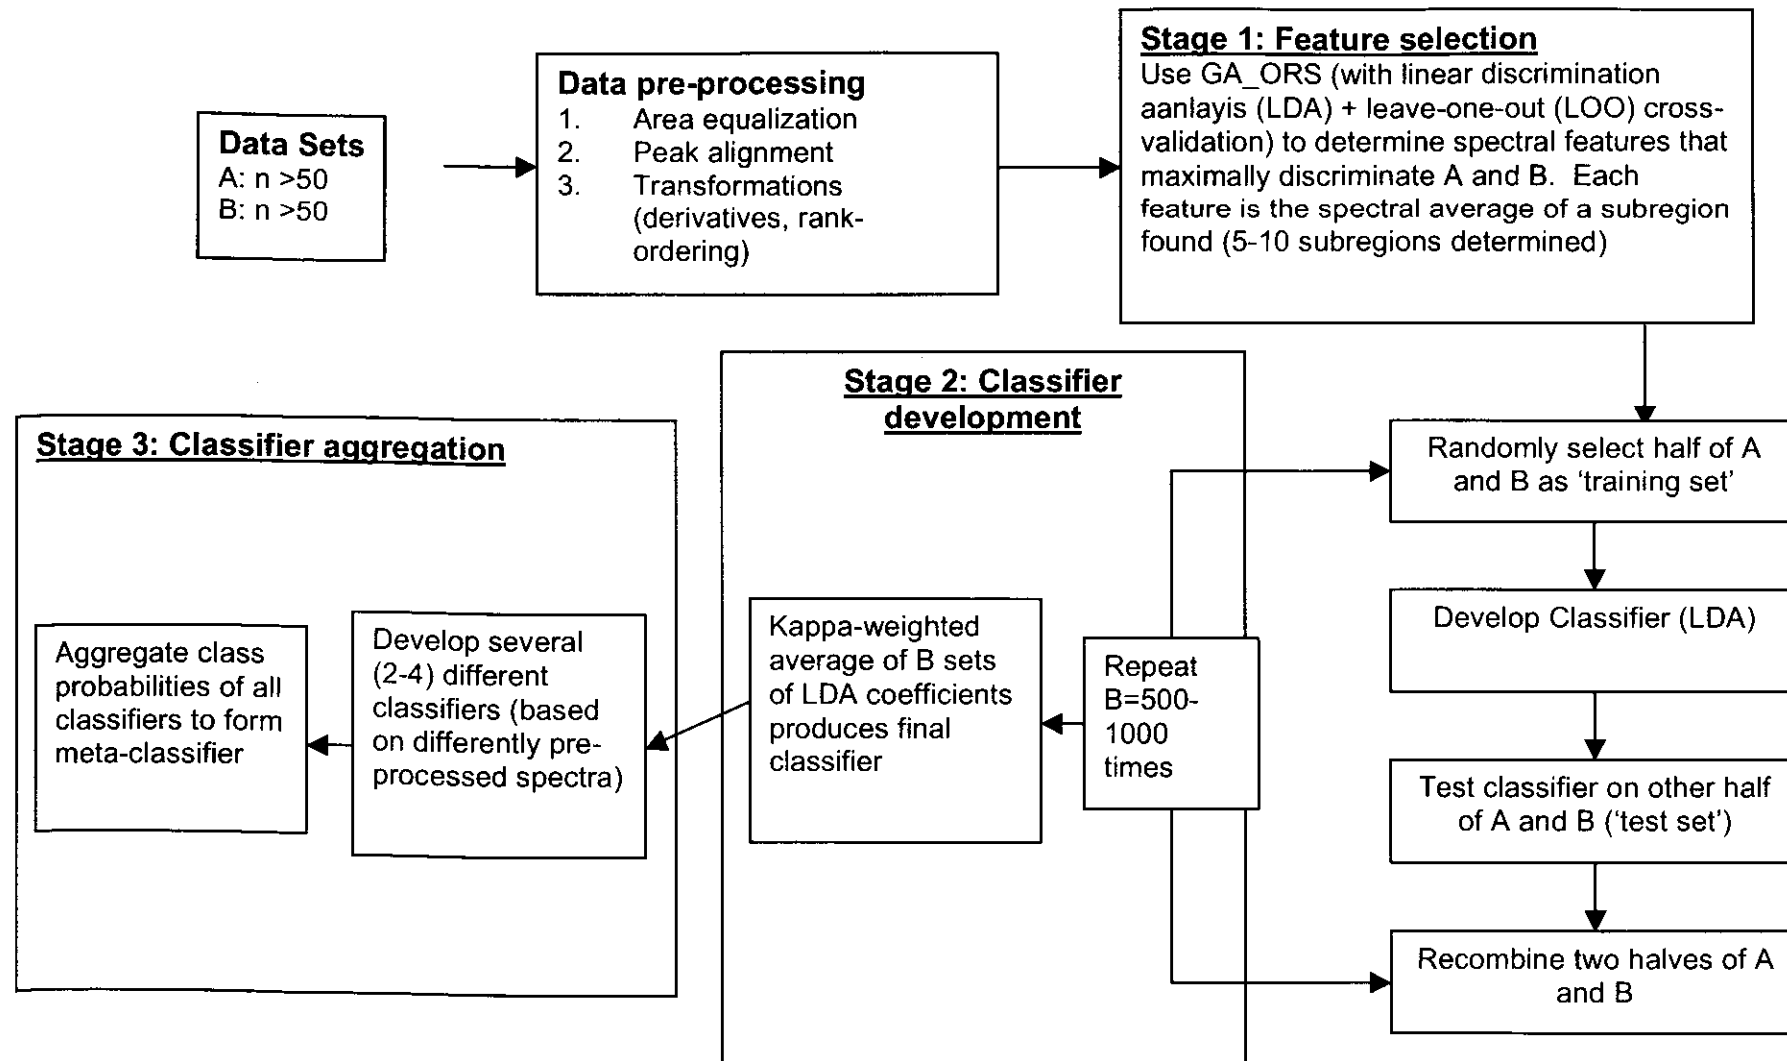 Data Sets
A: n >50
B: n >50
Data pre-processing
1. Area equalization
2. Peak alignment
3. Transformations
(derivatives, rank-
ordering)
Stage 1: Feature selection
Use GA_ORS (with linear discrimination
aanlayis (LDA) + leave-one-out (LOO) cross-
validation) to determine spectral features that
maximally discriminate A and B. Each
feature is the spectral average of a subregion
found (5-10 subregions determined)
Randomly select half of A
and B as ‘training set’
Develop Classifier (LDA)
Test classifier on other half
of A and B (‘test set’)
Recombine two halves of A
and B
Stage 2: Classifier
development
Repeat
B=500-
1000
times
Kappa-weighted
average of B sets
of LDA coefficients
produces final
classifier
Stage 3: Classifier aggregation
Develop several
(2-4) different
classifiers (based
on differently pre-
processed spectra)
Aggregate class
probabilities of all
classifiers to form
meta-classifier